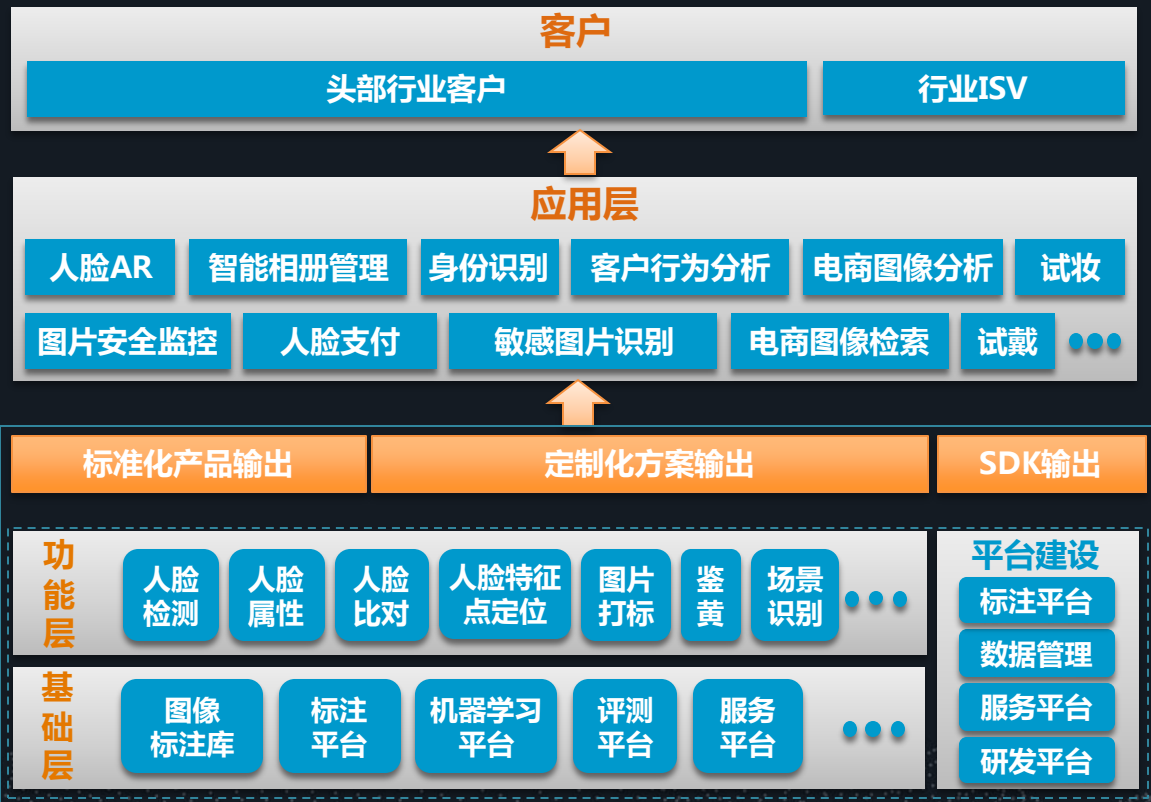 客户
头部行业客户
行业ISV
应用层
人脸AR
智能相册管理
身份识别
客户行为分析
电商图像分析
试妆
图片安全监控
人脸支付
敏感图片识别
电商图像检索
试戴
标准化产品输出
定制化方案输出
SDK输出
功
能
层
人脸
检测
人脸
属性
人脸
比对
人脸特征
点定位
图片
打标
鉴
黄
场景
识别
基
础
层
图像
标注库
标注
平台
机器学习
平台
评测
平台
服务
平台
平台建设
标注平台
数据管理
服务平台
研发平台